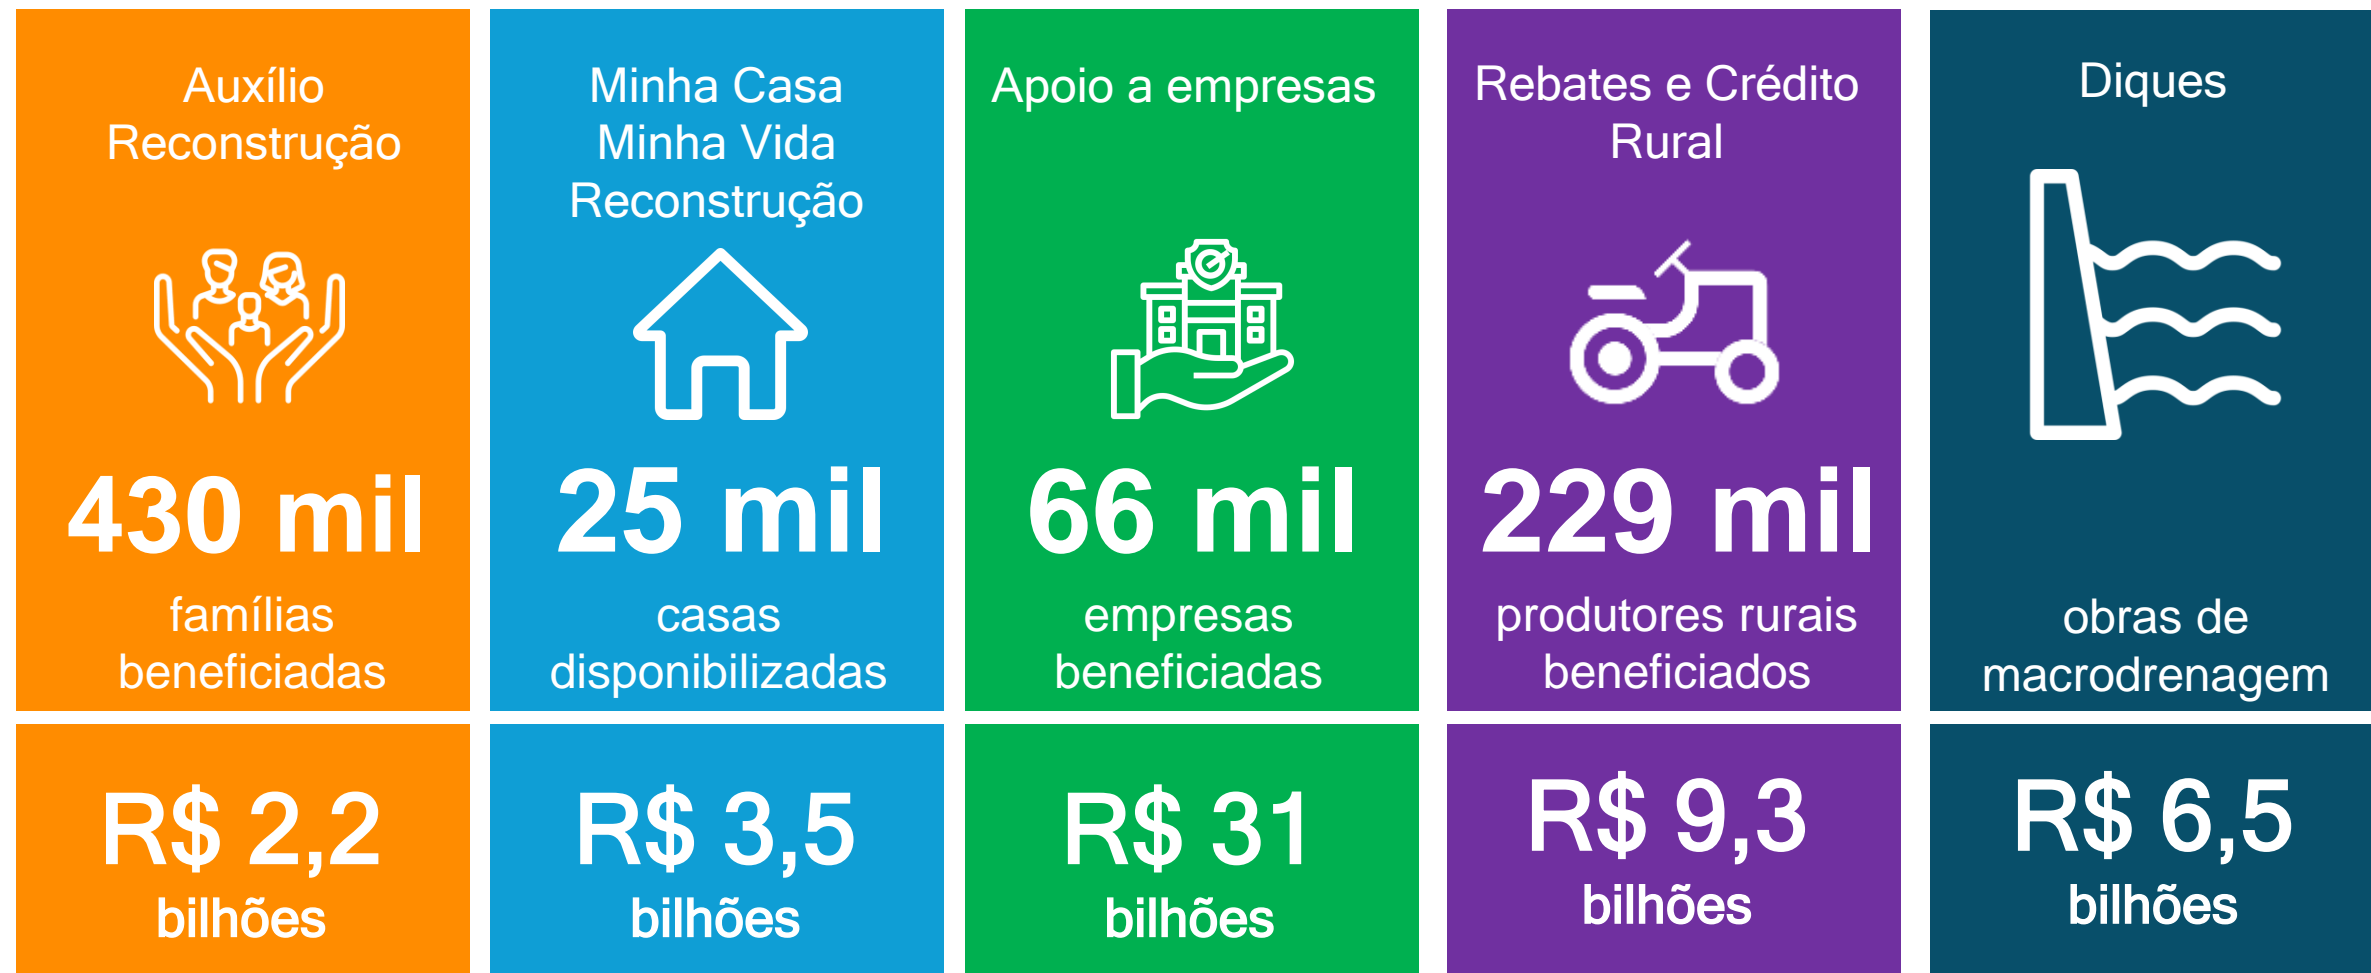 Auxílio
Reconstrução
430 mil
famílias
beneficiadas
R$ 2,2
bilhões
Minha Casa
Minha Vida
Reconstrução
25 mil
casas
disponibilizadas
R$ 3,5
bilhões
Apoio a empresas
66 mil
empresas
beneficiadas
R$ 31
bilhões
Rebates e Crédito
Rural
229 mil
produtores rurais
beneficiados
R$ 9,3
bilhões
Diques
obras de
macrodrenagem
R$ 6,5
bilhões